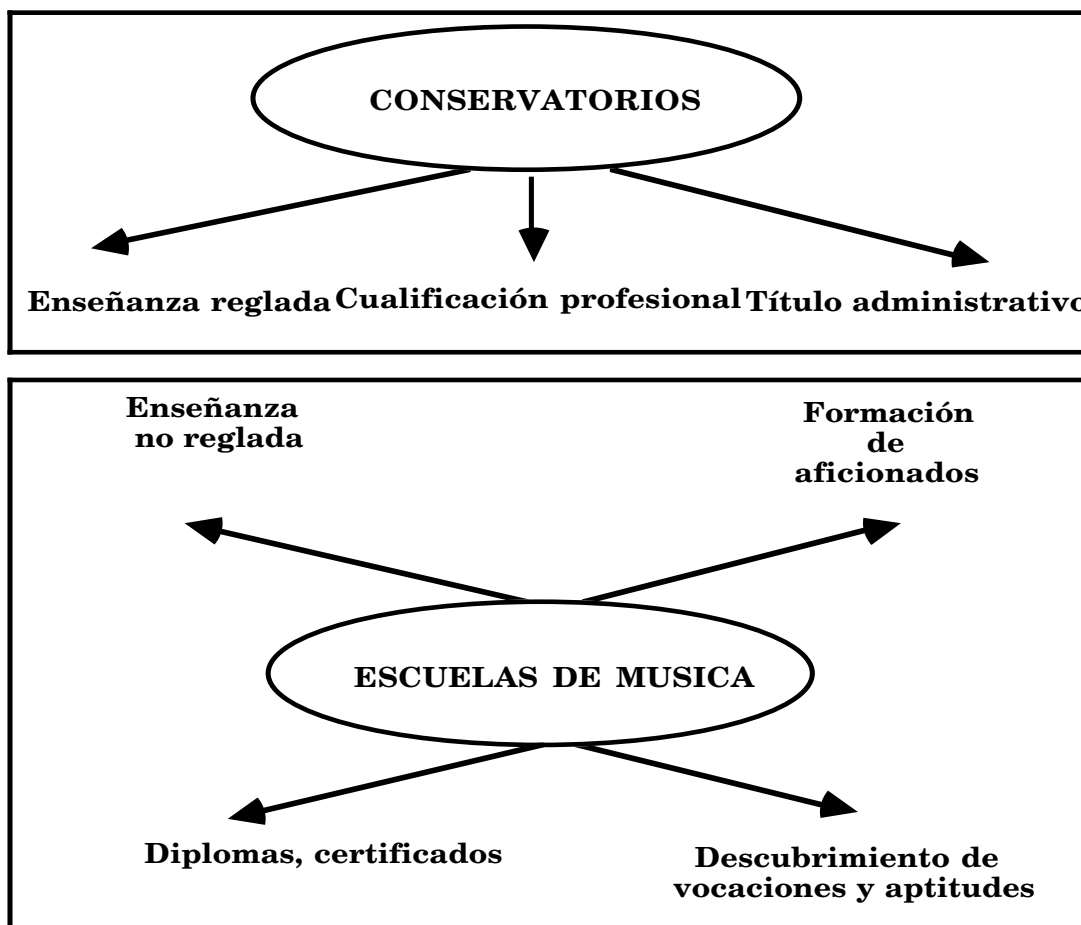 CONSERVATORIOS
Enseñanza reglada Cualificación profesional Título administrativo
Enseñanza
no reglada
Formación
de
aficionados
ESCUELAS DE MUSICA
Diplomas, certificados
Descubrimiento de
vocaciones y aptitudes